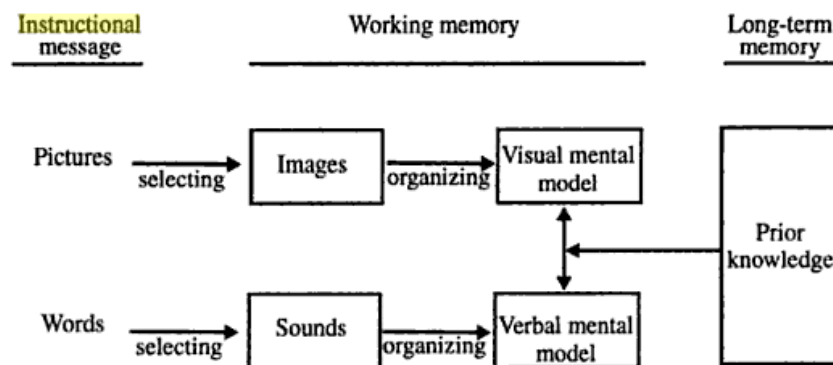 Instructional
message
Working memory
Long-term
memory
Pictures
selecting
Images
organizing
Visual mental
model
Prior
knowledge
Words
selecting
Sounds
organizing
Verbal mental
model